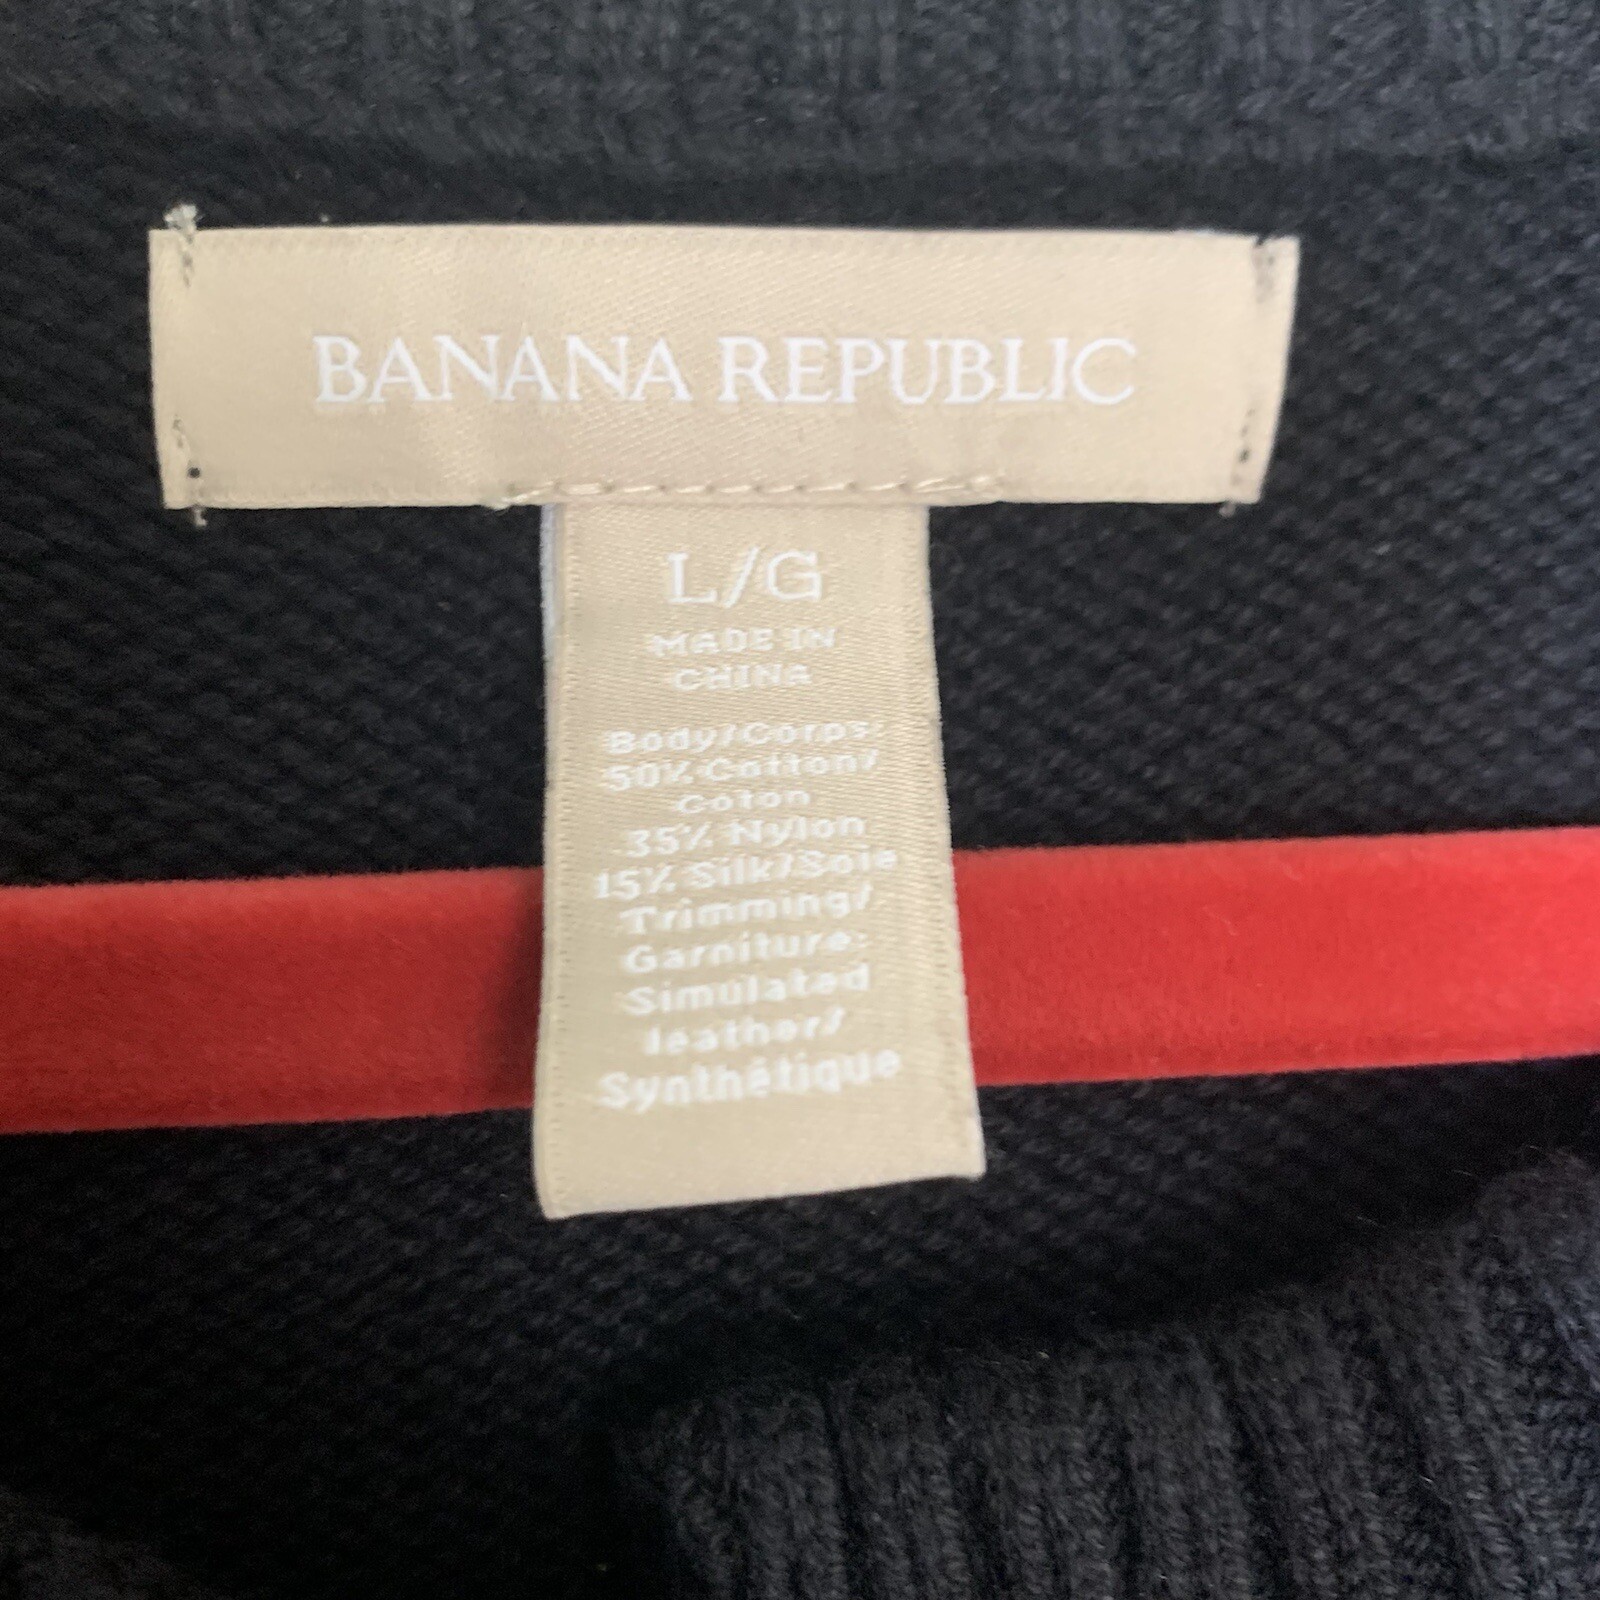 BANANA REPUBLIC
L/G
MADE IN
CHINA
Body/Corps:
50% Cotton/
Coton
35% Nylon
15% Silk/Soie
Trimming/
Garniture:
Simulated
leather/
Synthétique